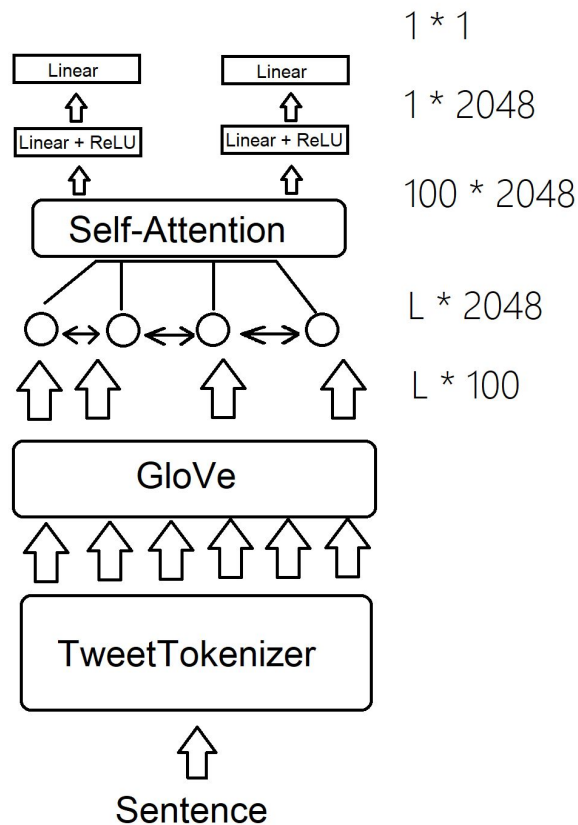 1 * 1
Linear Linear
1 * 2048
Linear + ReLU Linear + ReLU
100 * 2048
Self-Attention
L * 2048
L * 100
GloVe
TweetTokenizer
Sentence